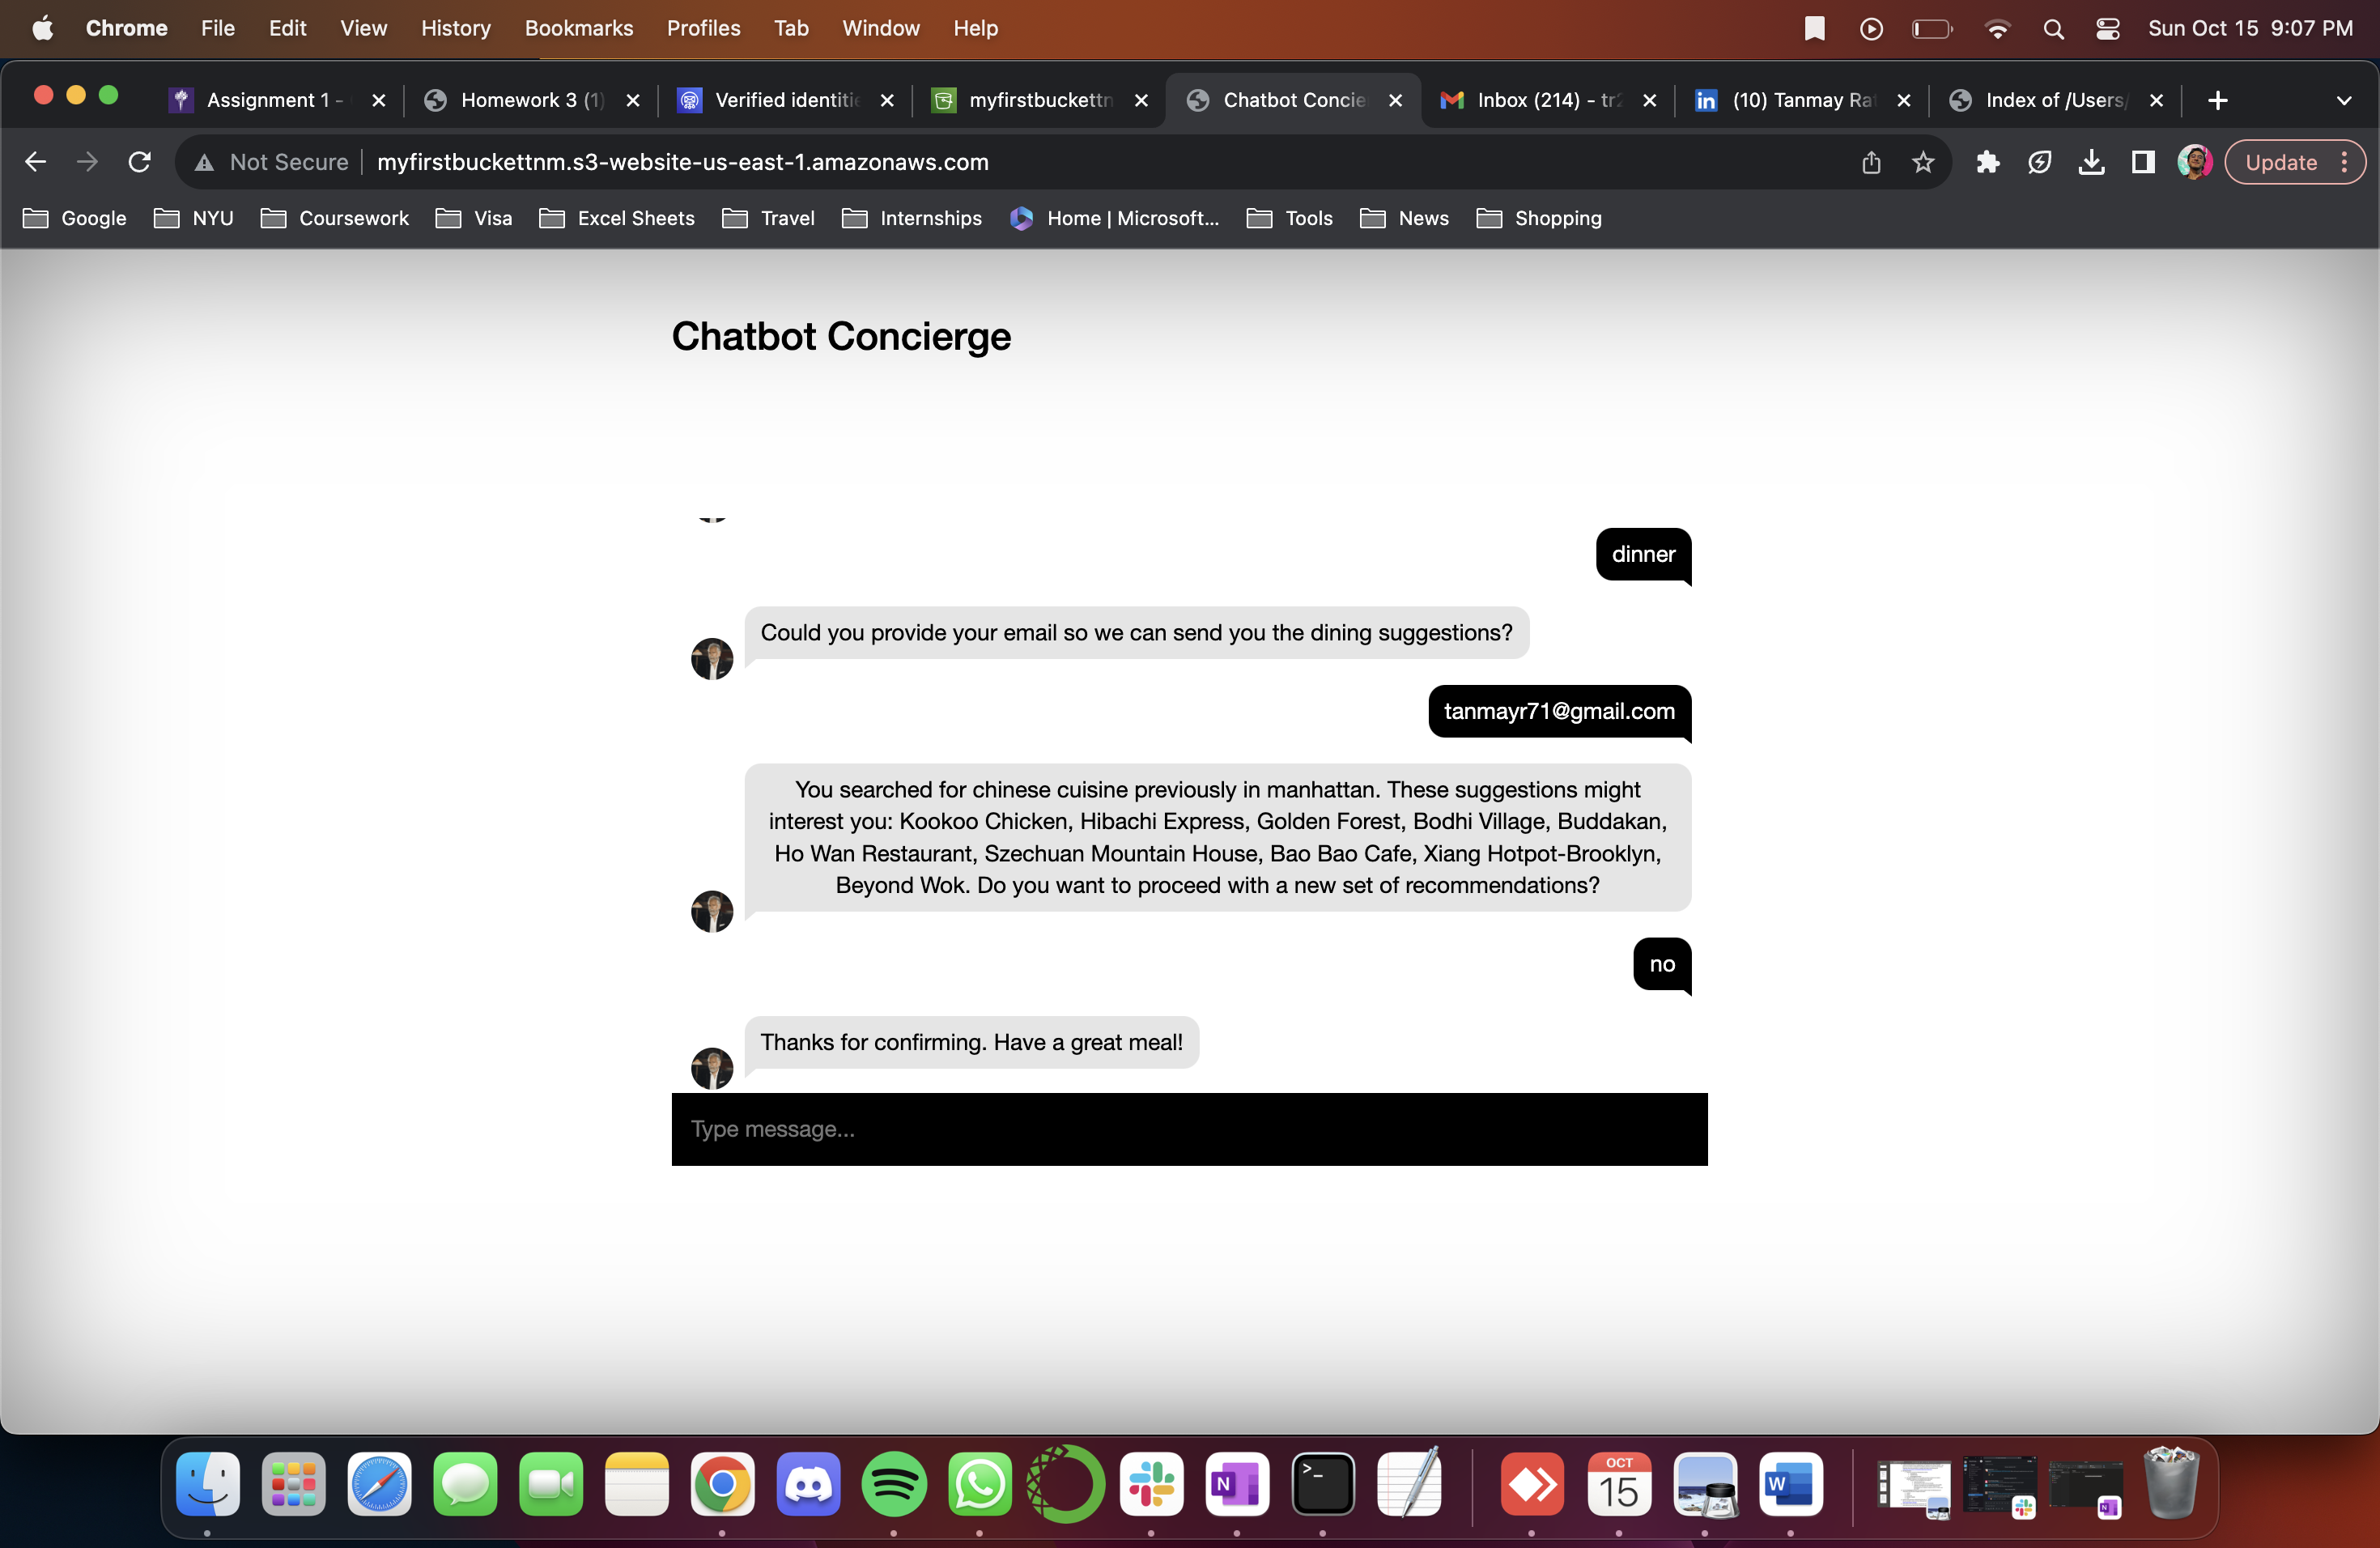 Chrome File Edit View History Bookmarks Profiles Tab Window Help Sun Oct 15 9:07 PM
Assignment 1 - Homework 3 (1) Verified identitie myfirstbuckettn Chatbot Concie Inbox (214) - tr2 (10) Tanmay Ra Index of /Users/
Not Secure myfirstbuckettnm.s3-website-us-east-1.amazonaws.com Update
Google NYU Coursework Visa Excel Sheets Travel Internships Home | Microsoft... Tools News Shopping
Chatbot Concierge
dinner
Could you provide your email so we can send you the dining suggestions?
tanmayr71@gmail.com
You searched for chinese cuisine previously in manhattan. These suggestions might
interest you: Kookoo Chicken, Hibachi Express, Golden Forest, Bodhi Village, Buddakan,
Ho Wan Restaurant, Szechuan Mountain House, Bao Bao Cafe, Xiang Hotpot-Brooklyn,
Beyond Wok. Do you want to proceed with a new set of recommendations?
no
Thanks for confirming. Have a great meal!
Type message...
OCT
15